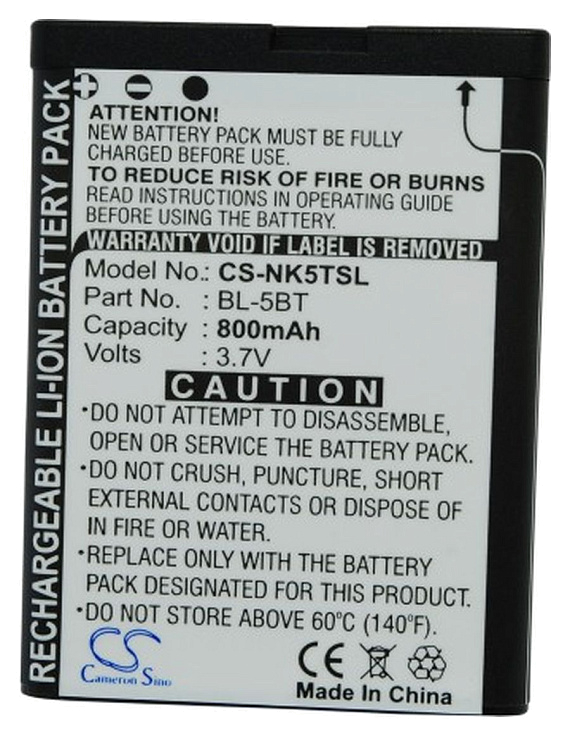 RECHARGEABLE LI-ION BATTERY PACK
ATTENTION!
NEW BATTERY PACK MUST BE FULLY
CHARGED BEFORE USE.
TO REDUCE RISK OF FIRE OR BURNS
READ INSTRUCTIONS IN OPERATING GUIDE
BEFORE USING THE BATTERY.
WARRANTY VOID IF LABEL IS REMOVED
Model No.: CS-NK5TSL
Part No. : BL-5BT
Capacity : 800mAh
Volts : 3.7V
CAUTION
•DO NOT ATTEMPT TO DISASSEMBLE,
OPEN OR SERVICE THE BATTERY PACK.
•DO NOT CRUSH, PUNCTURE, SHORT
EXTERNAL CONTACTS OR DISPOSE OF
IN FIRE OR WATER.
•REPLACE ONLY WITH THE BATTERY
PACK DESIGNATED FOR THIS PRODUCT.
•DO NOT STORE ABOVE 60°C (140°F).
CS
Cameron Sino
CE
Made In China